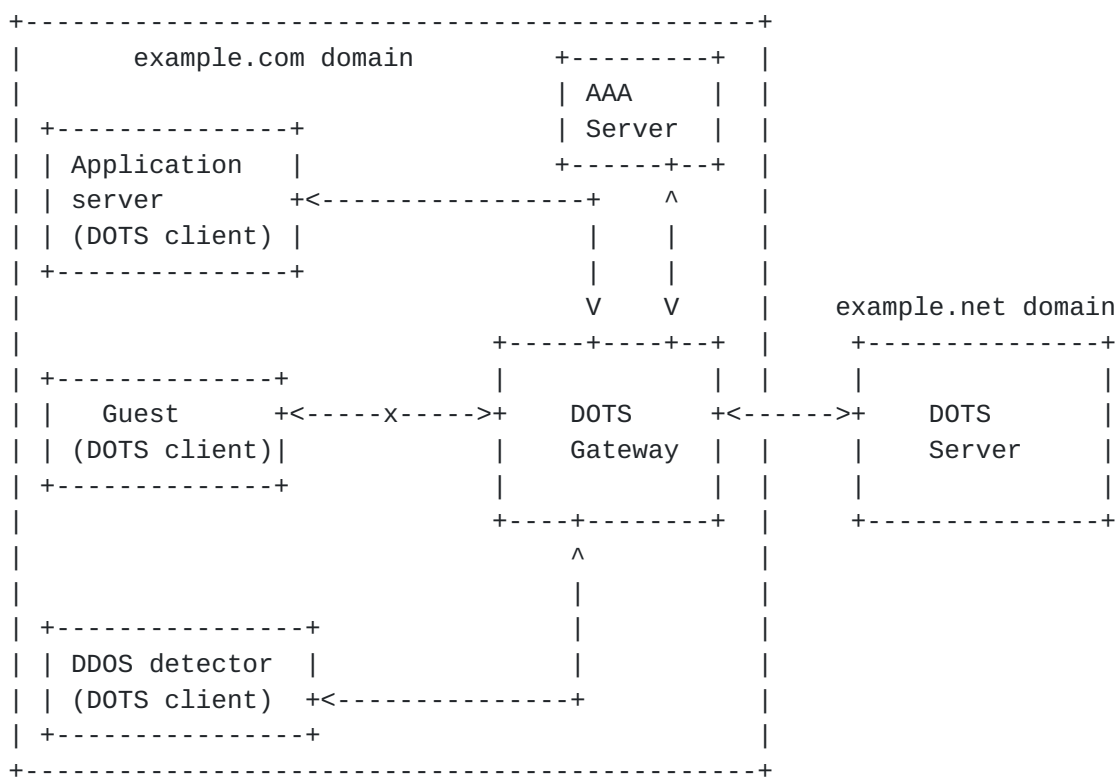 example.com domain
AAA
Server
Application
server
(DOTS client)
example.net domain
Guest
x
DOTS
DOTS
(DOTS client)
Gateway
Server
DDOS detector
(DOTS client)